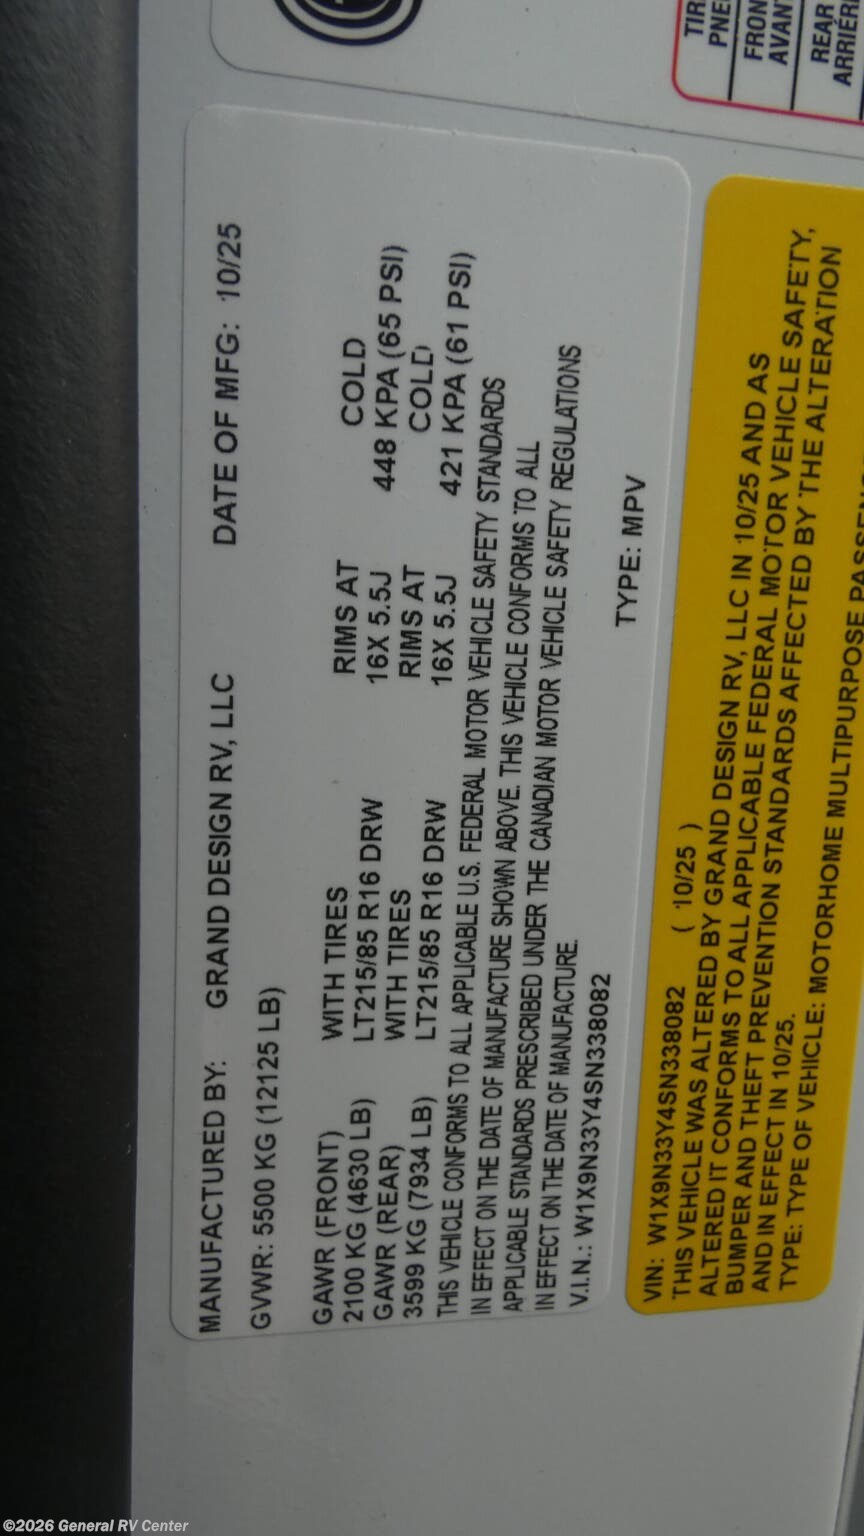 MANUFACTURED BY: GRAND DESIGN RV, LLC DATE OF MFG: 10/25
GVWR: 5500 KG (12125 LB)
GAWR (FRONT) WITH TIRES RIMS AT COLD
2100 KG (4630 LB) LT215/85 R16 DRW 16X 5.5J 448 KPA (65 PSI)
GAWR (REAR) WITH TIRES RIMS AT COLD
3599 KG (7934 LB) LT215/85 R16 DRW 16X 5.5J 421 KPA (61 PSI)
THIS VEHICLE CONFORMS TO ALL APPLICABLE U.S. FEDERAL MOTOR VEHICLE SAFETY STANDARDS
IN EFFECT ON THE DATE OF MANUFACTURE SHOWN ABOVE. THIS VEHICLE CONFORMS TO ALL
APPLICABLE STANDARDS PRESCRIBED UNDER THE CANADIAN MOTOR VEHICLE SAFETY REGULATIONS
IN EFFECT ON THE DATE OF MANUFACTURE.
V.I.N.: W1X9N33Y4SN338082 TYPE: MPV
VIN: W1X9N33Y4SN338082 ( 10/25 )
THIS VEHICLE WAS ALTERED BY GRAND DESIGN RV, LLC IN 10/25 AND AS
ALTERED IT CONFORMS TO ALL APPLICABLE FEDERAL MOTOR VEHICLE SAFETY,
BUMPER AND THEFT PREVENTION STANDARDS AFFECTED BY THE ALTERATION
AND IN EFFECT IN 10/25.
TYPE: TYPE OF VEHICLE: MOTORHOME MULTIPURPOSE
REAR
©2026 General RV Center